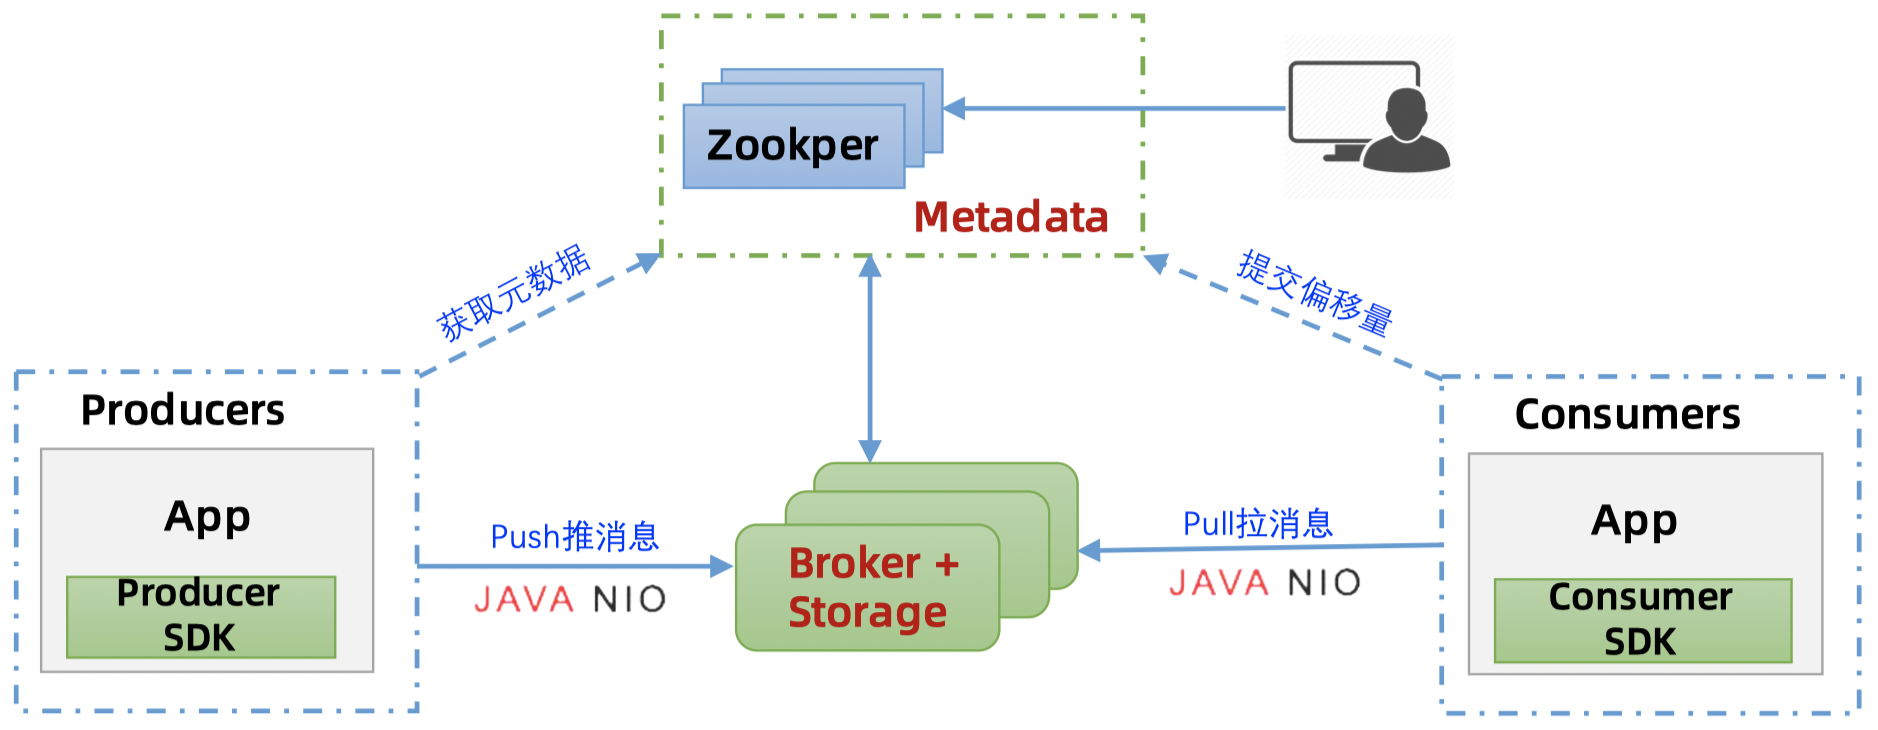 Zookper
Metadata
获取元数据
提交偏移量
Producers
App
Producer
SDK
Push推消息
JAVA NIO
Broker +
Storage
Pull拉消息
JAVA NIO
Consumers
App
Consumer
SDK